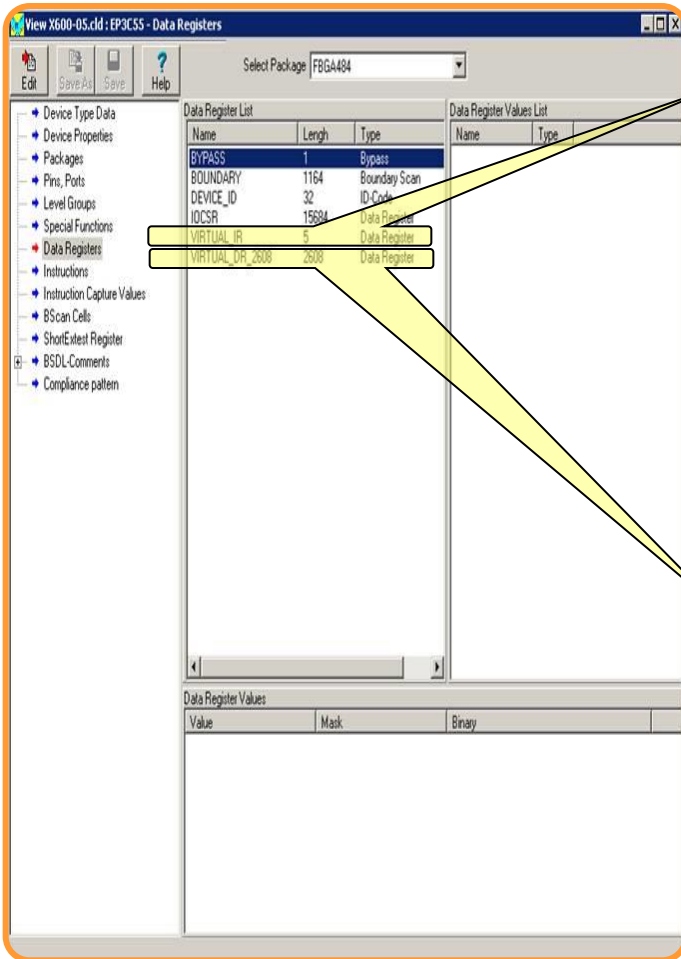 View X600-05.cld : EP3C55 - Data Registers
Edit Save As Save Help
Select Package FBGA484
Device Type Data
Device Properties
Packages
Pins, Ports
Level Groups
Special Functions
Data Registers
Instructions
Instruction Capture Values
BScan Cells
ShortExtest Register
BSDL-Comments
Compliance pattern
Data Register List
Name Lengh Type
BYPASS 1 Bypass
BOUNDARY 1164 Boundary Scan
DEVICE_ID 32 ID-Code
IOCSR 15684 Data Register
VIRTUAL_IR 5 Data Register
VIRTUAL_DR_2608 2608 Data Register
Data Register Values List
Name Type
Data Register Values
Value Mask Binary